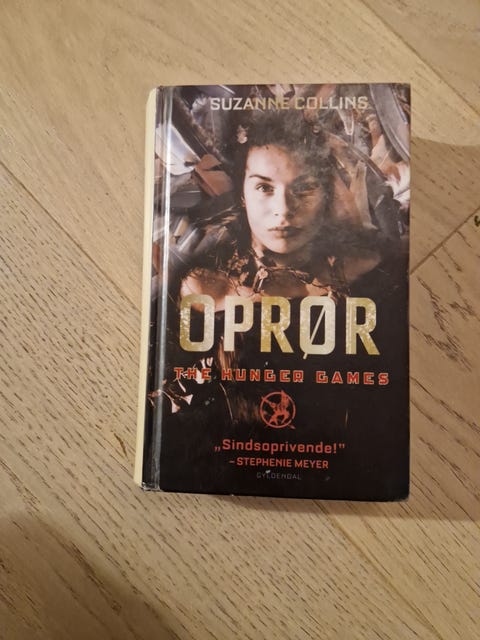 SUZANNE COLLINS
OPRØR
THE HUNGER GAMES
„Sindsoprivende!”
– STEPHENIE MEYER
GYLDENDAL